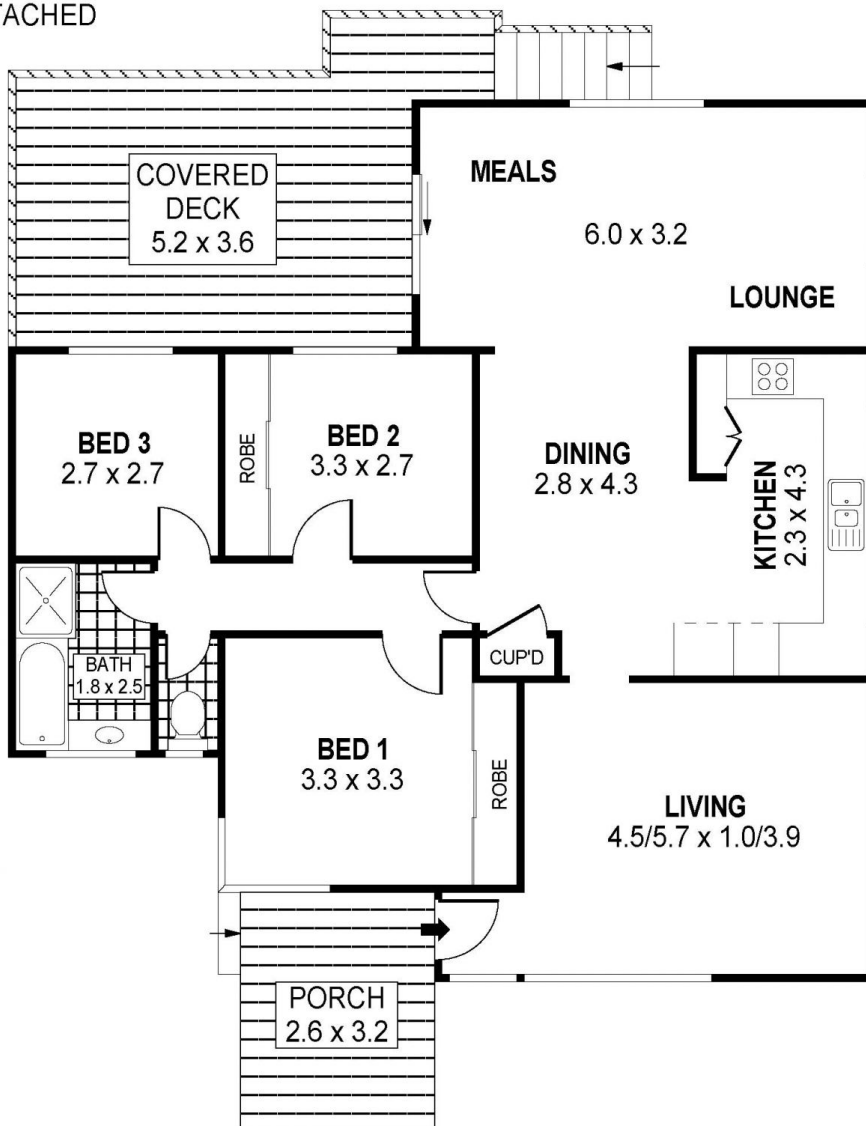 TACHED
COVERED
DECK
5.2 x 3.6
MEALS
6.0 x 3.2
LOUNGE
BED 3
2.7 x 2.7
ROBE
BED 2
3.3 x 2.7
DINING
2.8 x 4.3
KITCHEN
2.3 x 4.3
BATH
1.8 x 2.5
CUP'D
BED 1
3.3 x 3.3
ROBE
LIVING
4.5/5.7 x 1.0/3.9
PORCH
2.6 x 3.2